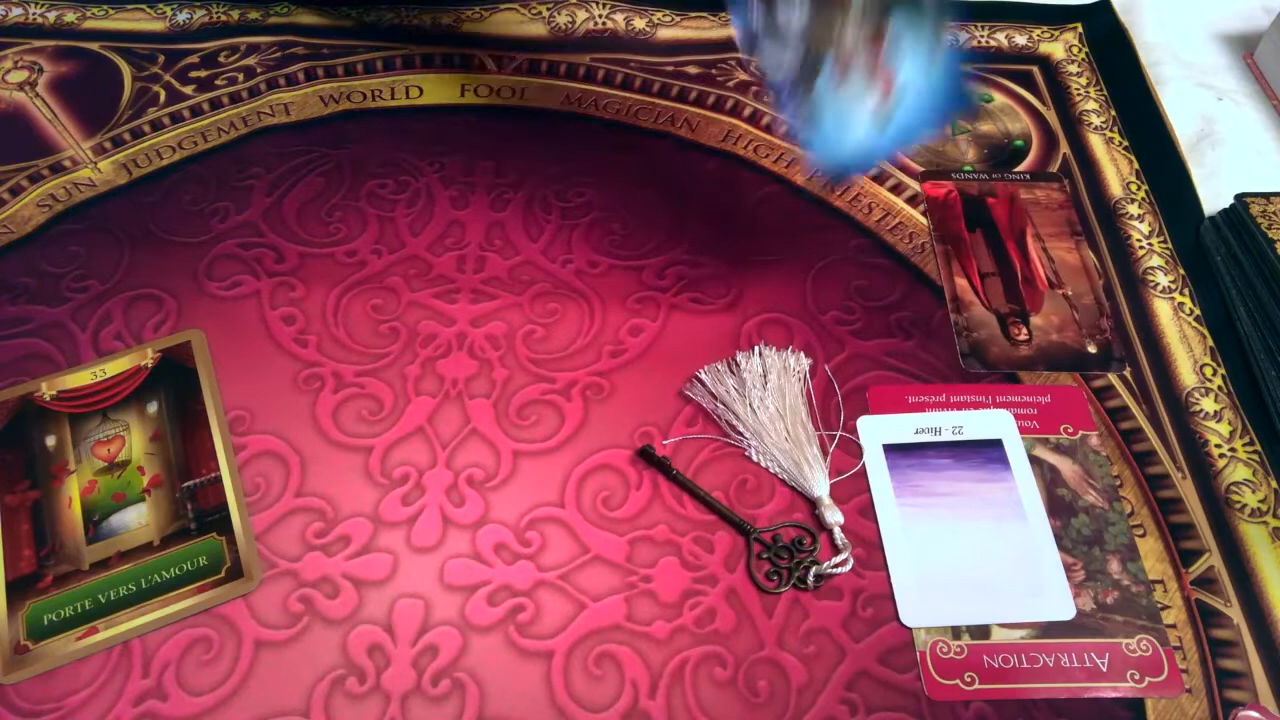 SUN JUDGEMENT WORLD FOOL MAGICIAN HIGH PRIESTESS
KING OF WANDS
33
PORTE VERS L'AMOUR
pleinement l'instant présent.
22 - Hiver
ATTRACTION